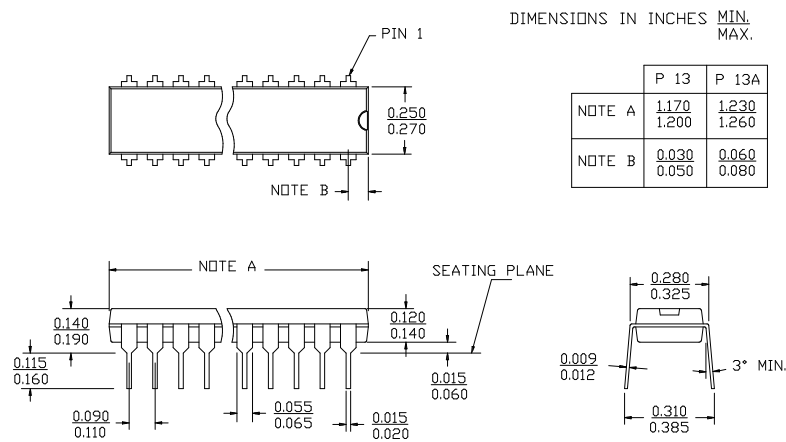 DIMENSIONS IN INCHES MIN.
MAX.
PIN 1
P 13 P 13A
NOTE A 1.170 1.230
1.200 1.260
NOTE B 0.030 0.060
0.050 0.080
0.250
0.270
NOTE B
NOTE A
SEATING PLANE
0.280
0.325
0.140
0.190
0.120
0.140
0.115
0.160
0.015
0.060
0.009
0.012
3° MIN.
0.090
0.110
0.055
0.065
0.015
0.020
0.310
0.385